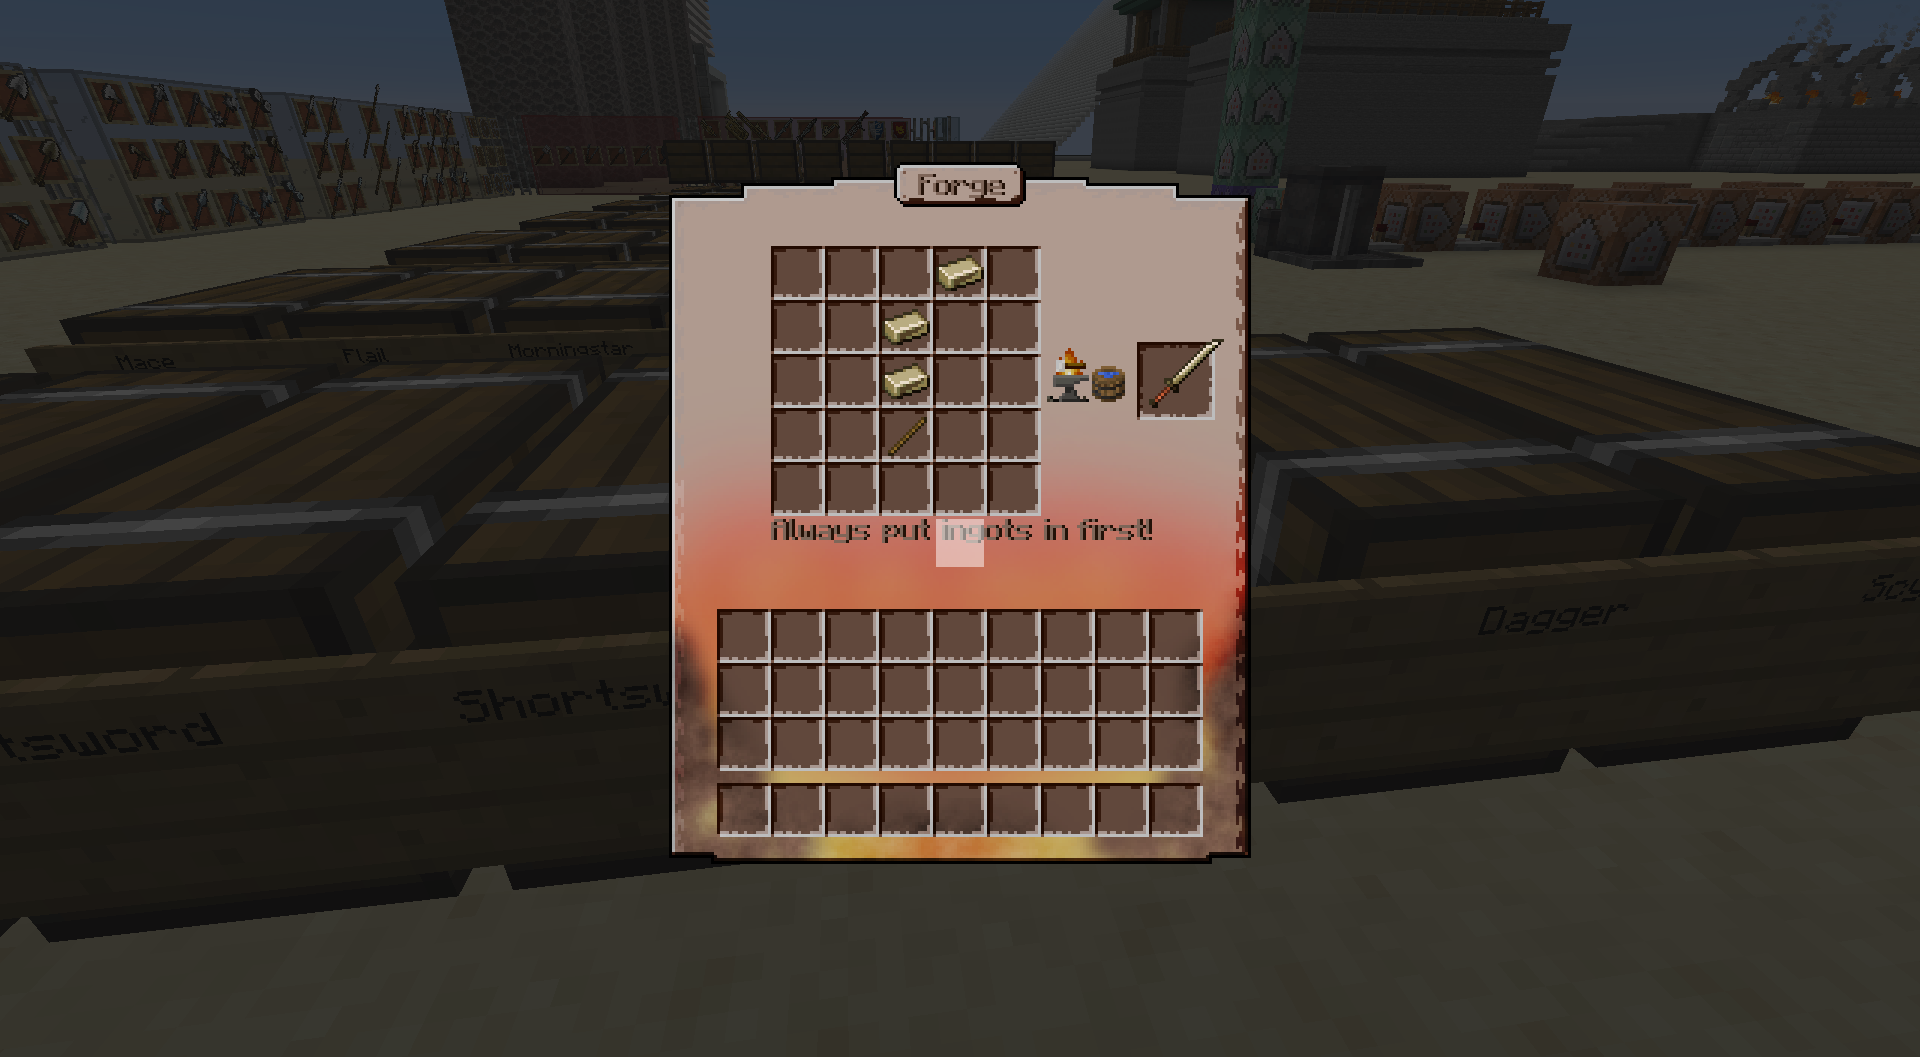 Forge
Mace
Flail
Morningstar
Always put ingots in first!
Dagger
tsword
Shortsw